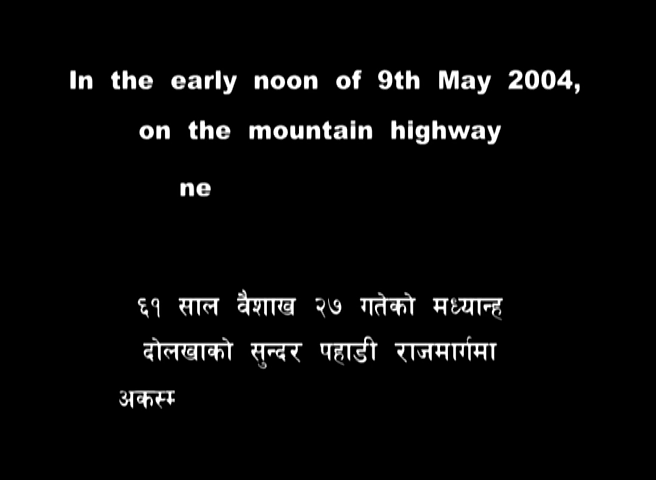 In the early noon of 9th May 2004,
on the mountain highway
ne
६१ साल वैशाख २७ गतेको मध्यान्ह
दोलखाको सुन्दर पहाडी राजमार्गमा
अकस्म